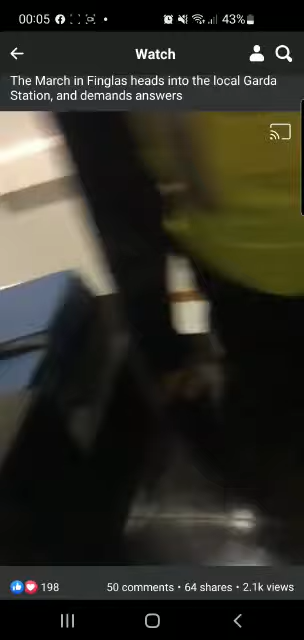 00:05
43%
Watch
The March in Finglas heads into the local Garda
Station, and demands answers
198
50 comments • 64 shares • 2.1k views